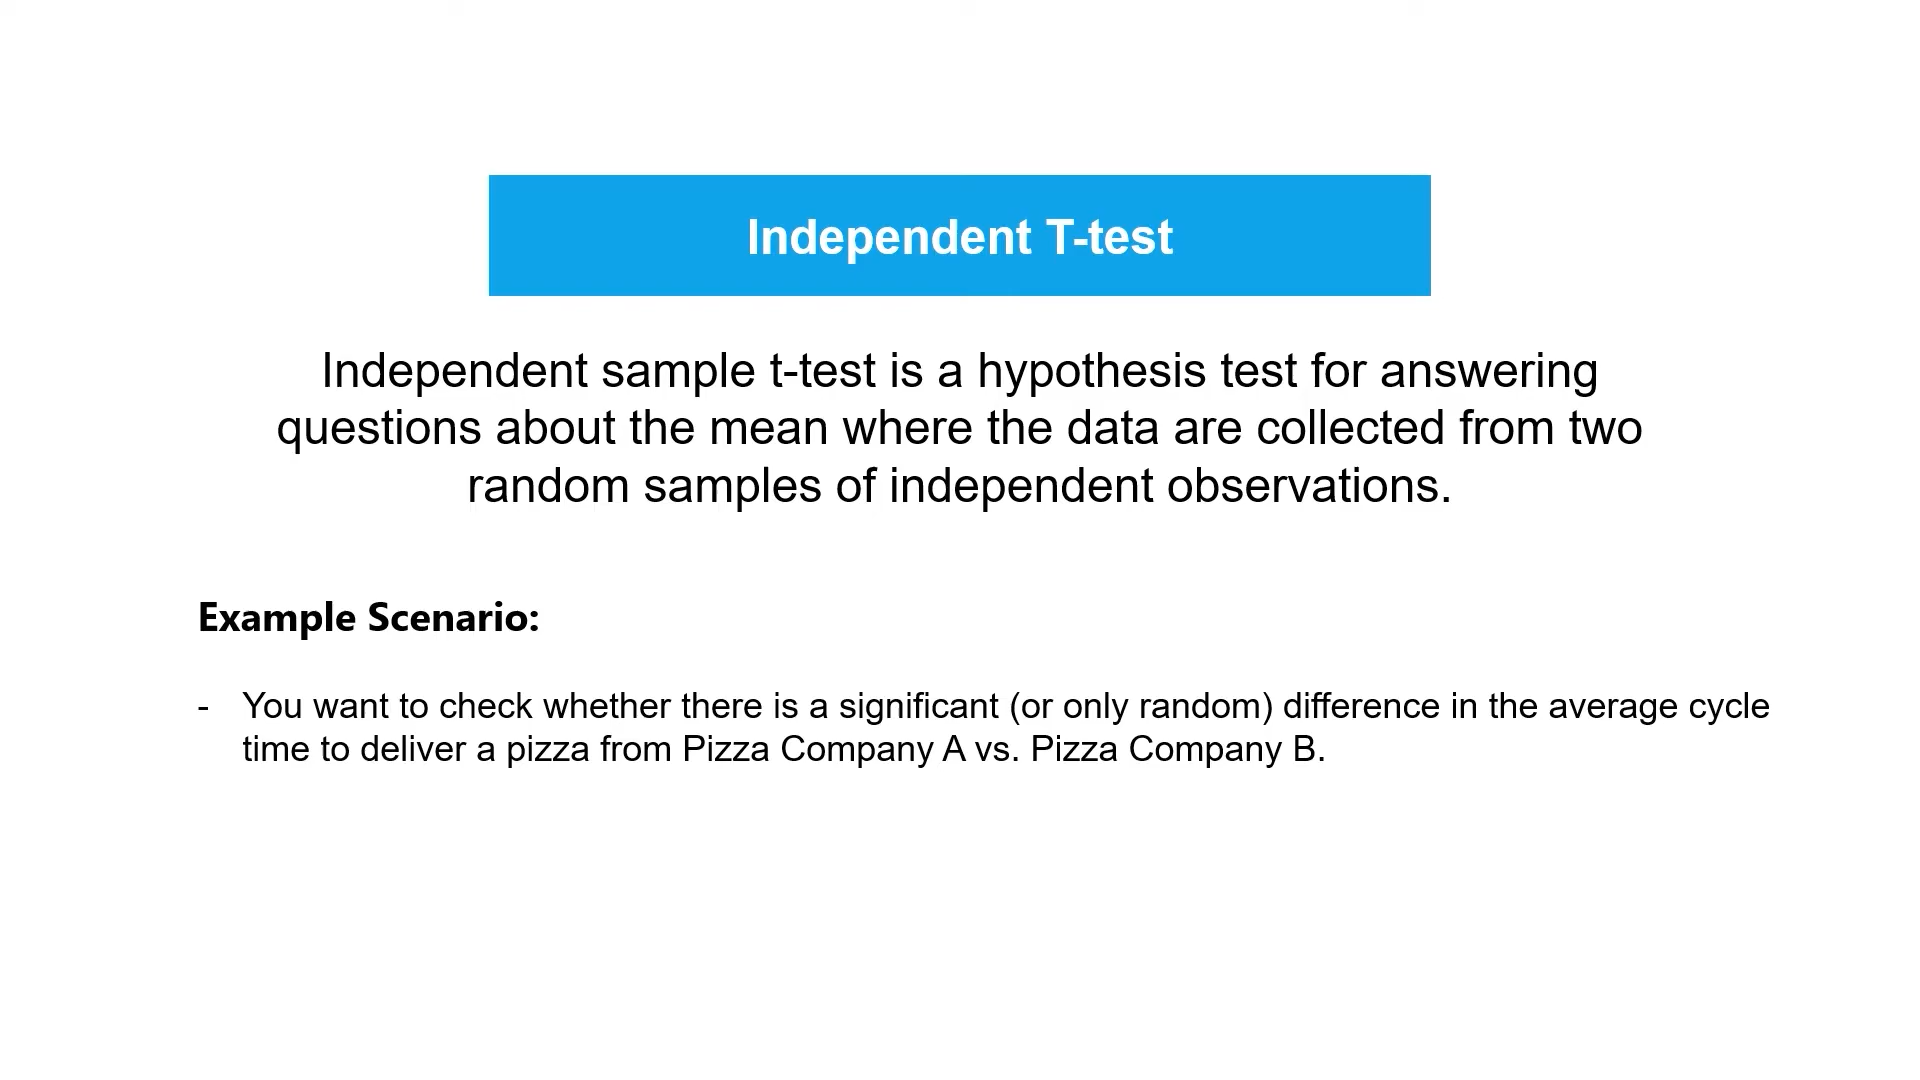 Independent T-test
Independent sample t-test is a hypothesis test for answering
questions about the mean where the data are collected from two
random samples of independent observations.
Example Scenario:
- You want to check whether there is a significant (or only random) difference in the average cycle
time to deliver a pizza from Pizza Company A vs. Pizza Company B.